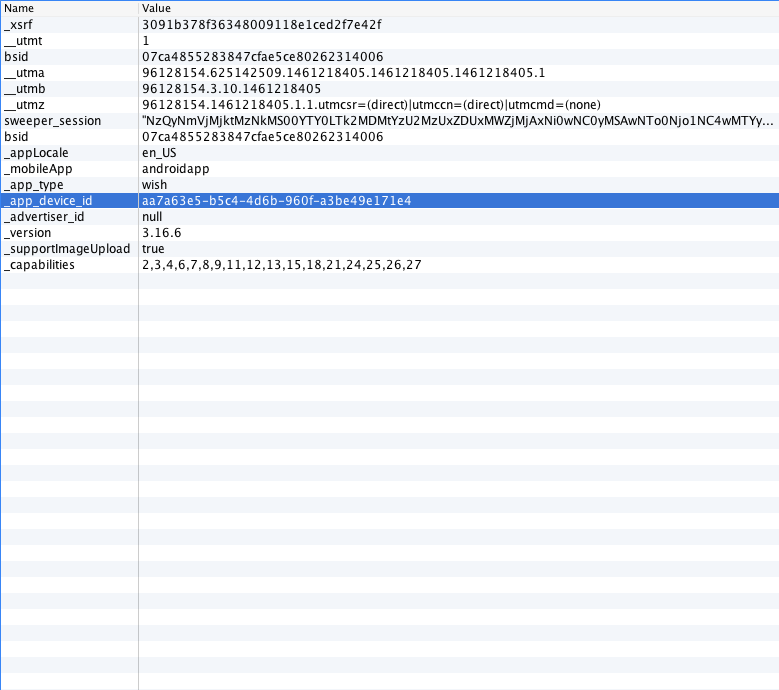 Name Value
_xsrf 3091b378f36348009118e1ced2f7e42f
__utmt 1
bsid 07ca4855283847cfae5ce80262314006
__utma 96128154.625142509.1461218405.1461218405.1461218405.1
__utmb 96128154.3.10.1461218405
__utmz 96128154.1461218405.1.1.utmcsr=(direct)|utmccn=(direct)|utmcmd=(none)
sweeper_session "NzQyNmVjMjktMzNkMS00YTY0LTk2MDMtYzU2MzUxZDUxMWZjMjAxNi0wNC0yMSAwNTo0Njo1NC4wMTYy...
bsid 07ca4855283847cfae5ce80262314006
_appLocale en_US
_mobileApp androidapp
_app_type wish
_app_device_id aa7a63e5-b5c4-4d6b-960f-a3be49e171e4
_advertiser_id null
_version 3.16.6
_supportImageUpload true
_capabilities 2,3,4,6,7,8,9,11,12,13,15,18,21,24,25,26,27